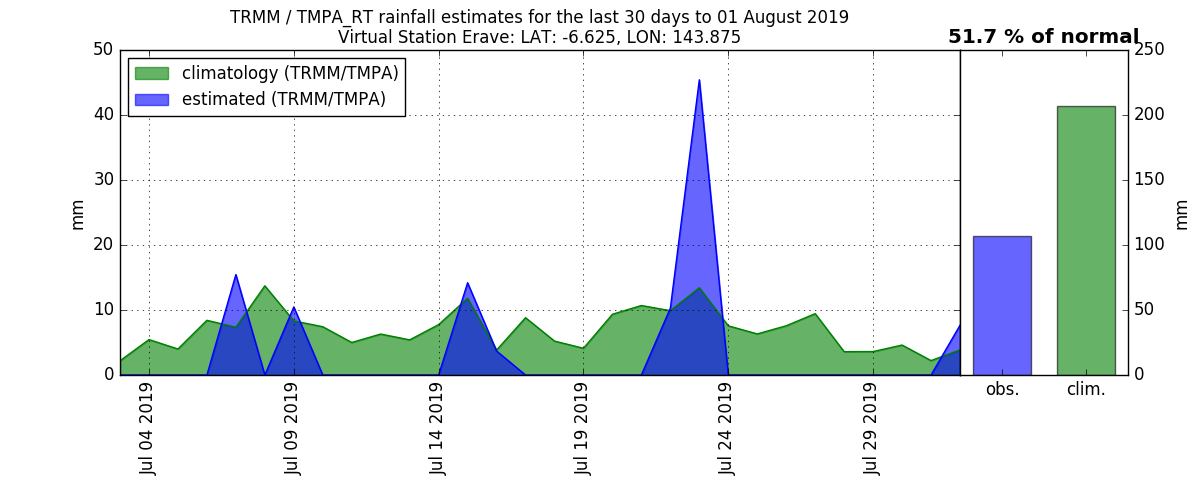 TRMM / TMPA_RT rainfall estimates for the last 30 days to 01 August 2019
Virtual Station Erave: LAT: -6.625, LON: 143.875
51.7 % of normal
climatology (TRMM/TMPA)
estimated (TRMM/TMPA)
50
40
30
20
10
0
mm
Jul 04 2019
Jul 09 2019
Jul 14 2019
Jul 19 2019
Jul 24 2019
Jul 29 2019
250
200
150
100
50
0
mm
obs.
clim.